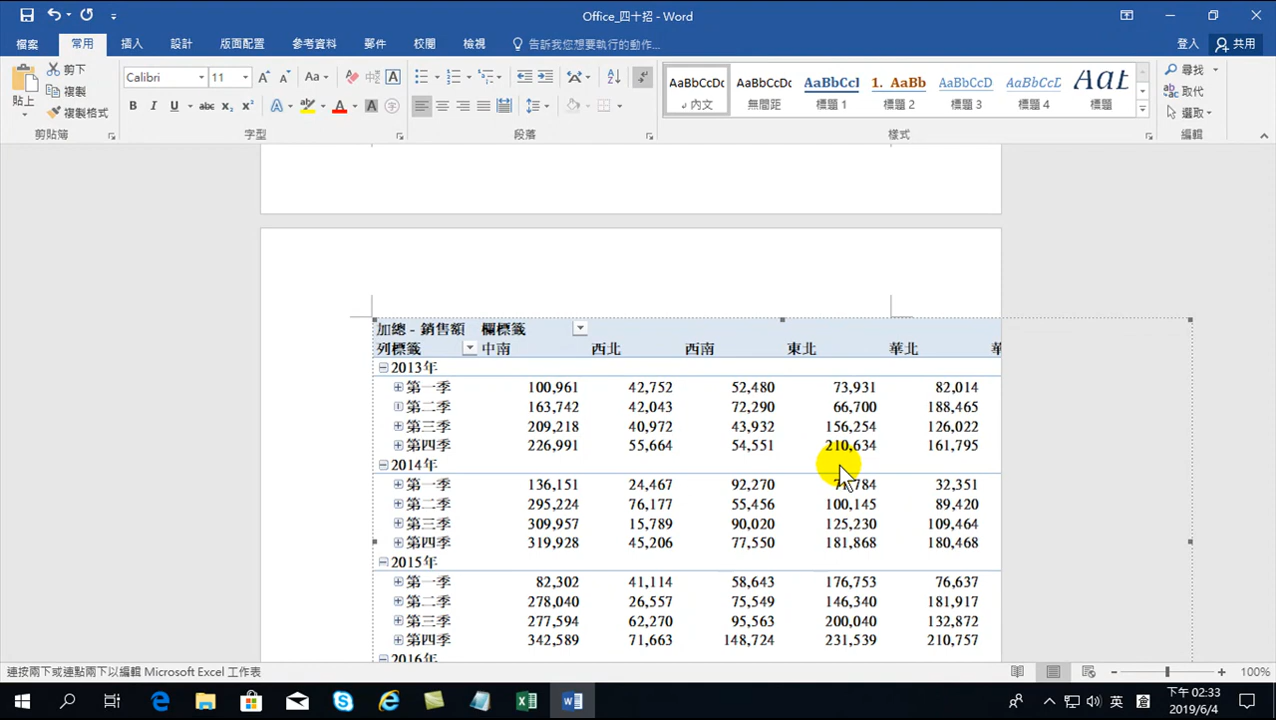 Office_四十招 - Word
檔案 常用 插入 設計 版面配置 參考資料 郵件 校閱 檢視 告訴我您想要執行的動作... 登入 共用
貼上 剪下 複製 複製格式
Calibri 11 Aa A
B I U abc X₂ X² A A A 字
AaBbCcDc AaBbCcDc AaBbCcI 1. AaBb AaBbCcD AaBbCcD AaL
內文 無間距 標題 1 標題 2 標題 3 標題 4 標題
尋找 取代 選取
剪貼簿 字型 段落 樣式 編輯
加總 - 銷售額 欄標籤
列標籤 中南 西北 西南 東北 華北
2013年
第一季 100,961 42,752 52,480 73,931 82,014
第二季 163,742 42,043 72,290 66,700 188,465
第三季 209,218 40,972 43,932 156,254 126,022
第四季 226,991 55,664 54,551 210,634 161,795
2014年
第一季 136,151 24,467 92,270 32,351
第二季 295,224 76,177 55,456 100,145 89,420
第三季 309,957 15,789 90,020 125,230 109,464
第四季 319,928 45,206 77,550 181,868 180,468
2015年
第一季 82,302 41,114 58,643 176,753 76,637
第二季 278,040 26,557 75,549 146,340 181,917
第三季 277,594 62,270 95,563 200,040 132,872
第四季 342,589 71,663 148,724 231,539 210,757
2016年
連按兩下或連點兩下以編輯 Microsoft Excel 工作表 100%
英 下午 02:33
2019/6/4